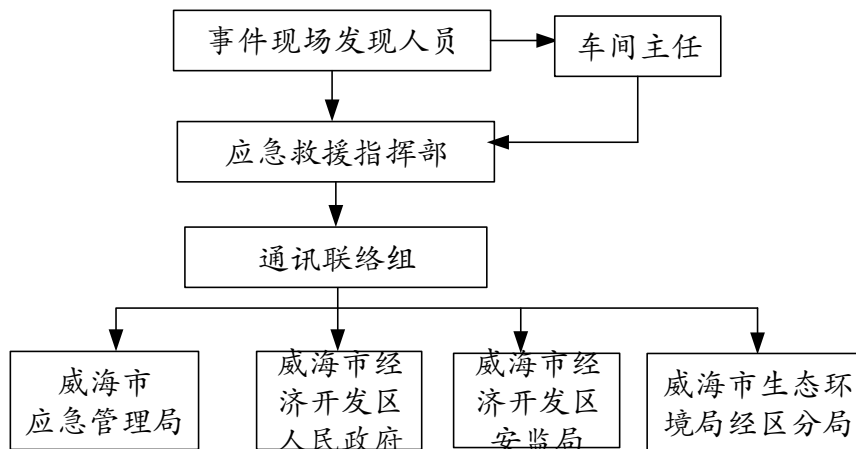 事件现场发现人员
车间主任
应急救援指挥部
通讯联络组
威海市
应急管理局
威海市经
济开发区
人民政府
威海市经
济开发区
安监局
威海市生态环
境局经区分局